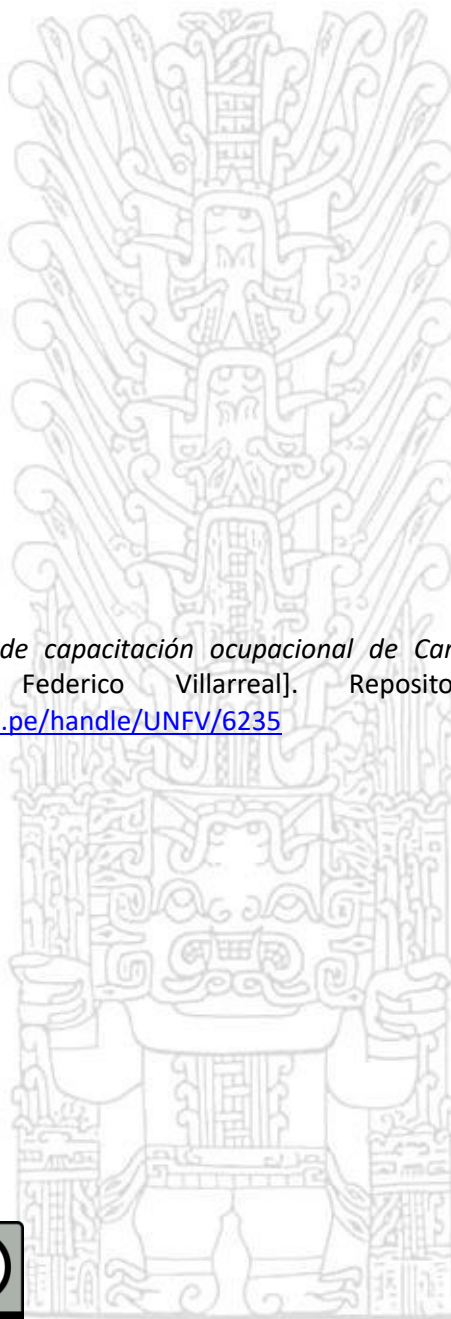 de capacitación ocupacional de Car
Federico Villarreal]. Reposito
.pe/handle/UNFV/6235